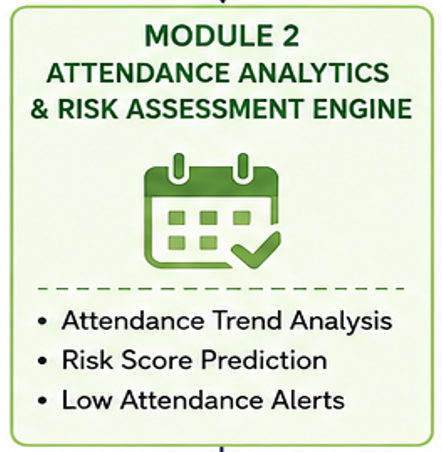 MODULE 2
ATTENDANCE ANALYTICS
& RISK ASSESSMENT ENGINE
• Attendance Trend Analysis
• Risk Score Prediction
• Low Attendance Alerts